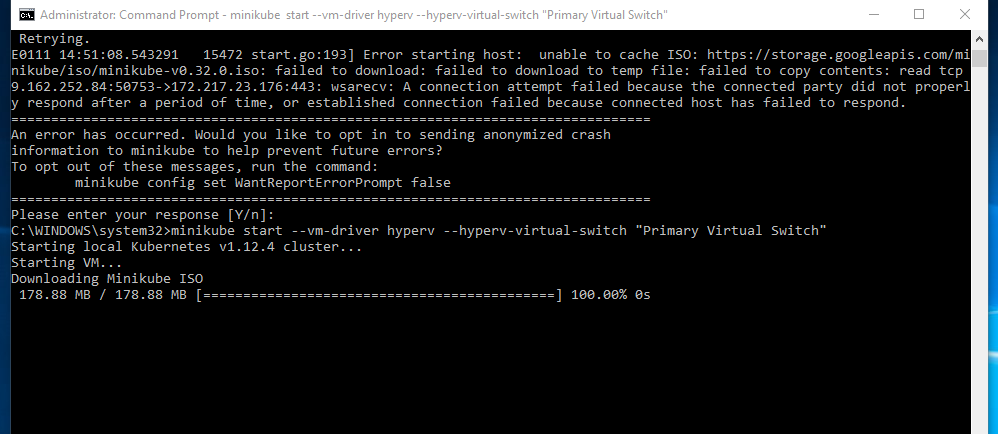 Administrator: Command Prompt - minikube start --vm-driver hyperv --hyperv-virtual-switch "Primary Virtual Switch"
Retrying.
E0111 14:51:08.543291   15472 start.go:193] Error starting host:  unable to cache ISO: https://storage.googleapis.com/mi
nikube/iso/minikube-v0.32.0.iso: failed to download: failed to download to temp file: failed to copy contents: read tcp
9.162.252.84:50753->172.217.23.176:443: wsarecv: A connection attempt failed because the connected party did not properl
y respond after a period of time, or established connection failed because connected host has failed to respond.
================================================================================
An error has occurred. Would you like to opt in to sending anonymized crash
information to minikube to help prevent future errors?
To opt out of these messages, run the command:
        minikube config set WantReportErrorPrompt false
================================================================================
Please enter your response [Y/n]:
C:\WINDOWS\system32>minikube start --vm-driver hyperv --hyperv-virtual-switch "Primary Virtual Switch"
Starting local Kubernetes v1.12.4 cluster...
Starting VM...
Downloading Minikube ISO
 178.88 MB / 178.88 MB [============================================] 100.00% 0s